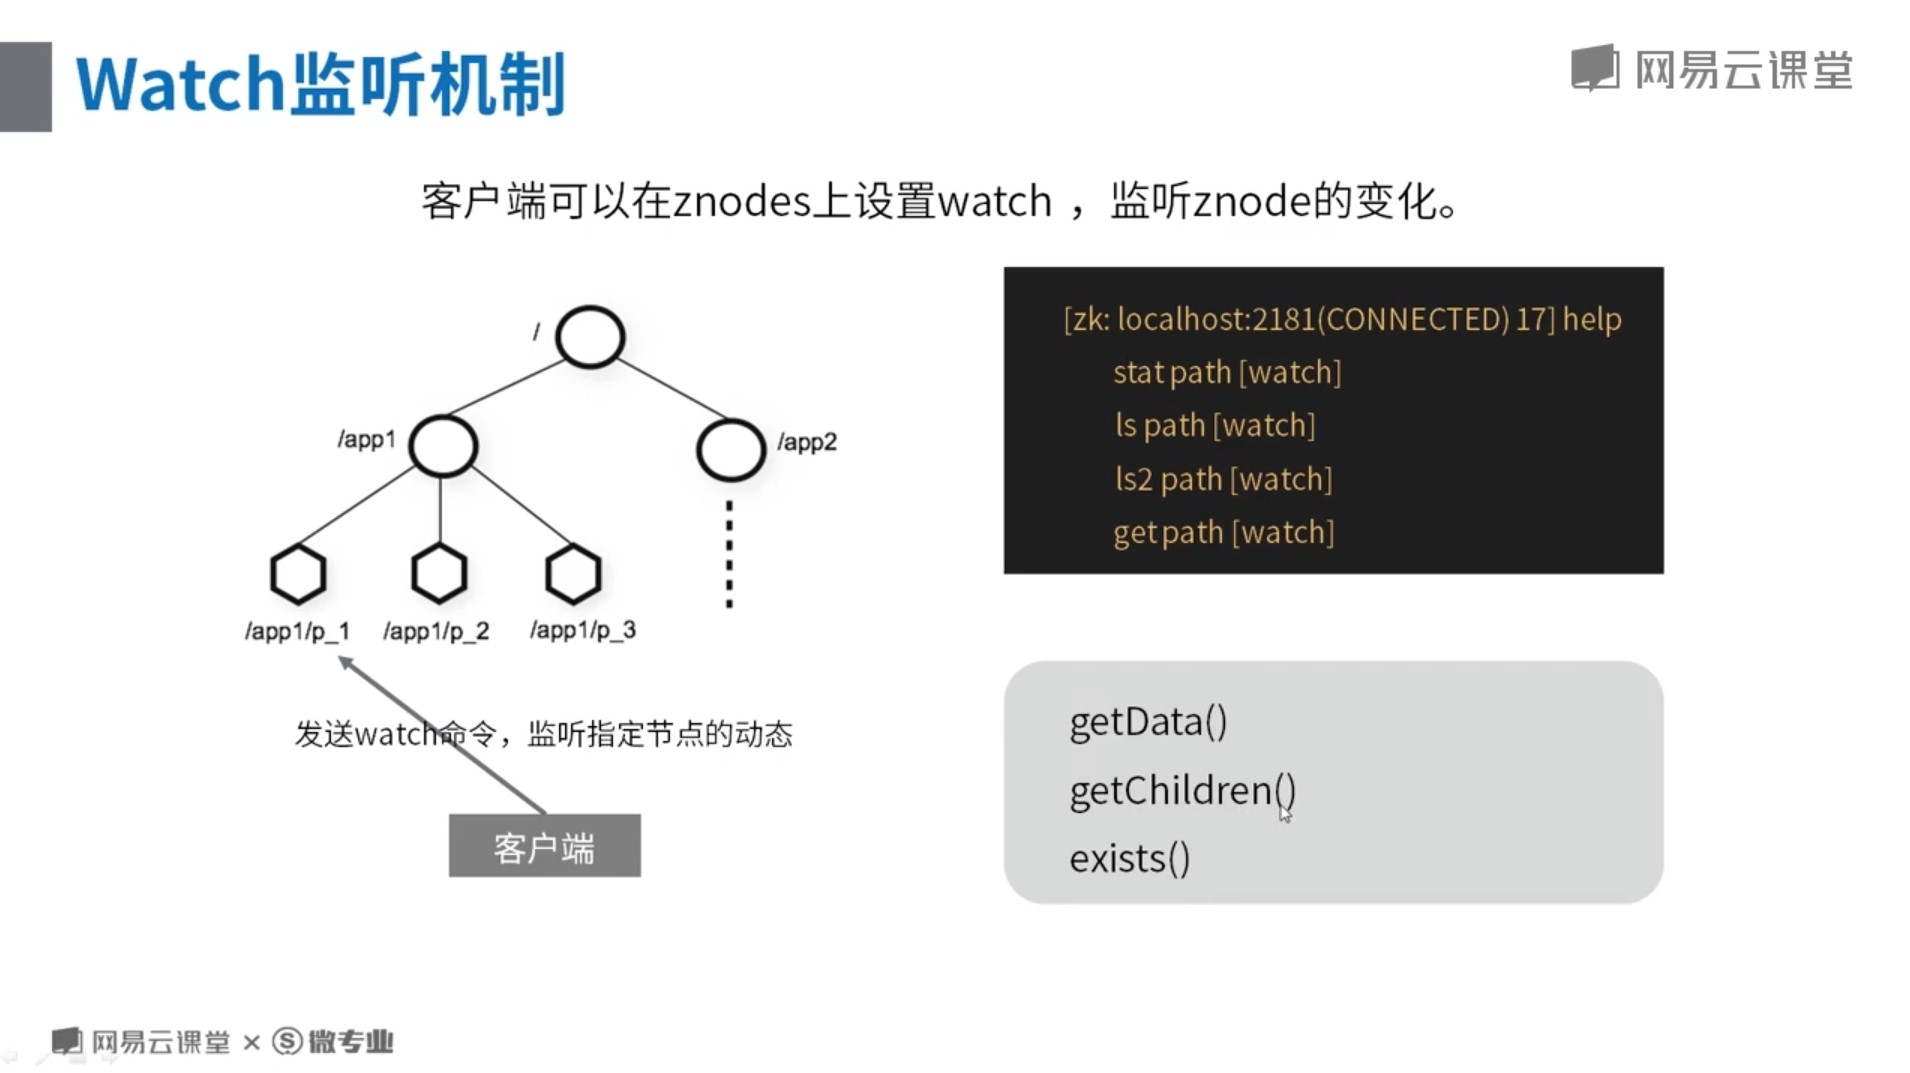 Watch监听机制
网易云课堂
客户端可以在znodes上设置watch ，监听znode的变化。
/
/app1
/app2
/app1/p_1
/app1/p_2
/app1/p_3
发送watch命令，监听指定节点的动态
客户端
[zk: localhost:2181(CONNECTED) 17] help
stat path [watch]
ls path [watch]
ls2 path [watch]
get path [watch]
getData()
getChildren()
exists()
网易云课堂 × Ⓢ 微专业